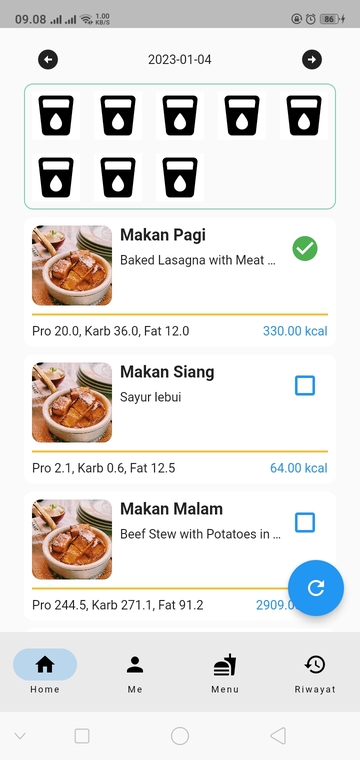 09.08 1.00 KB/S 86
2023-01-04
Makan Pagi
Baked Lasagna with Meat ...
Pro 20.0, Karb 36.0, Fat 12.0 330.00 kcal
Makan Siang
Sayur lebui
Pro 2.1, Karb 0.6, Fat 12.5 64.00 kcal
Makan Malam
Beef Stew with Potatoes in ...
Pro 244.5, Karb 271.1, Fat 91.2 2909.0
Home Me Menu Riwayat